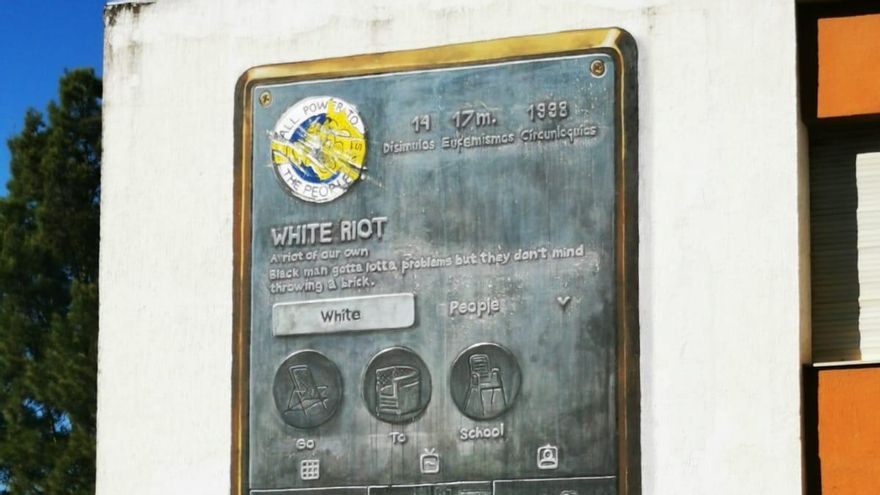 ALL POWER TO
THE PEOPLE
14 17m. 1998
Disimulos Eufemismos Circunloquios
WHITE RIOT
A riot of our own
Black man gotta lotta problems but they don't mind
throwing a brick.
White People
Go To School